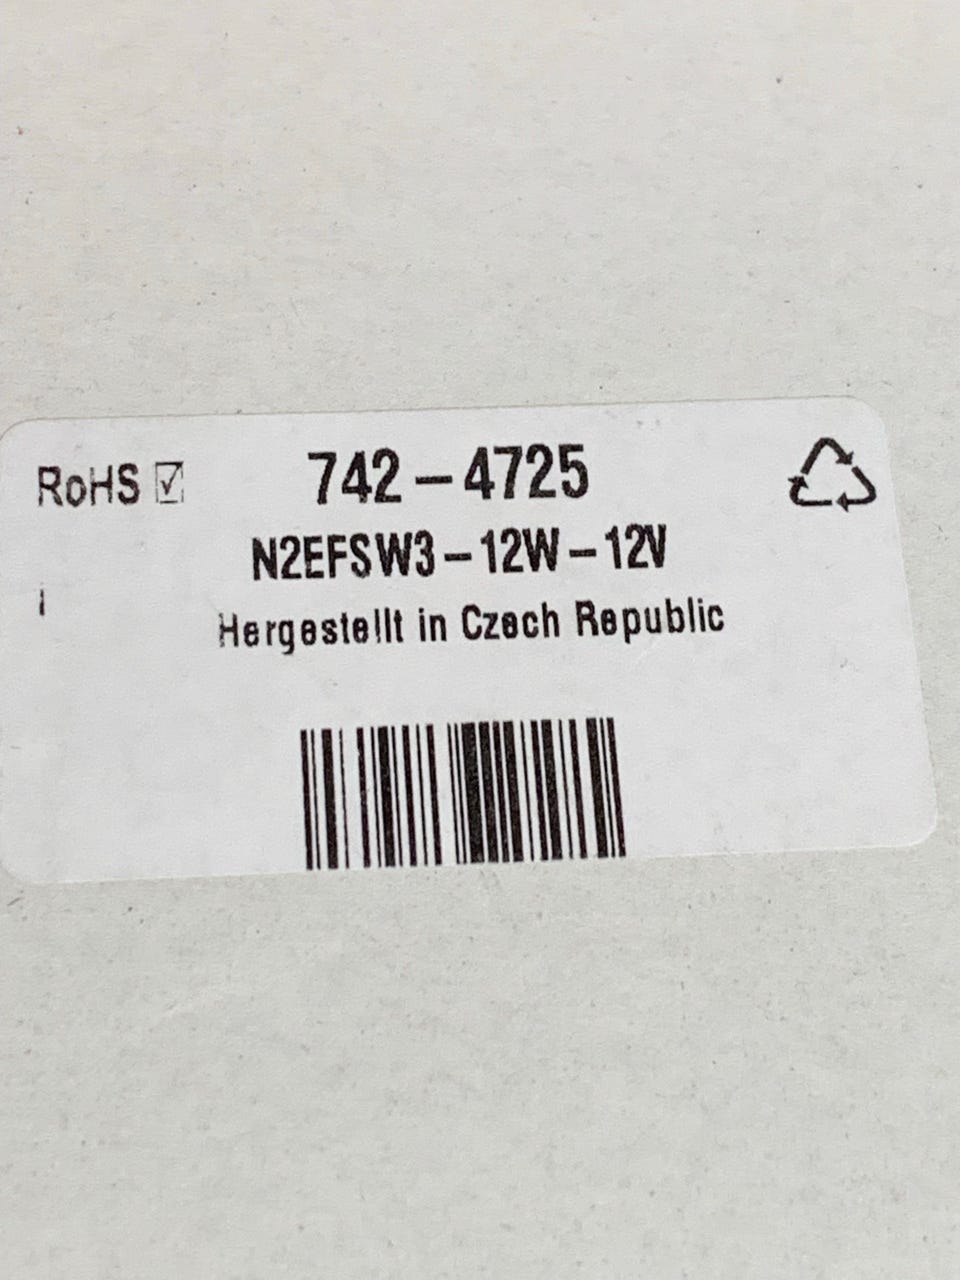 RoHS ☑
742-4725
N2EFSW3-12W-12V
i
Hergestellt in Czech Republic